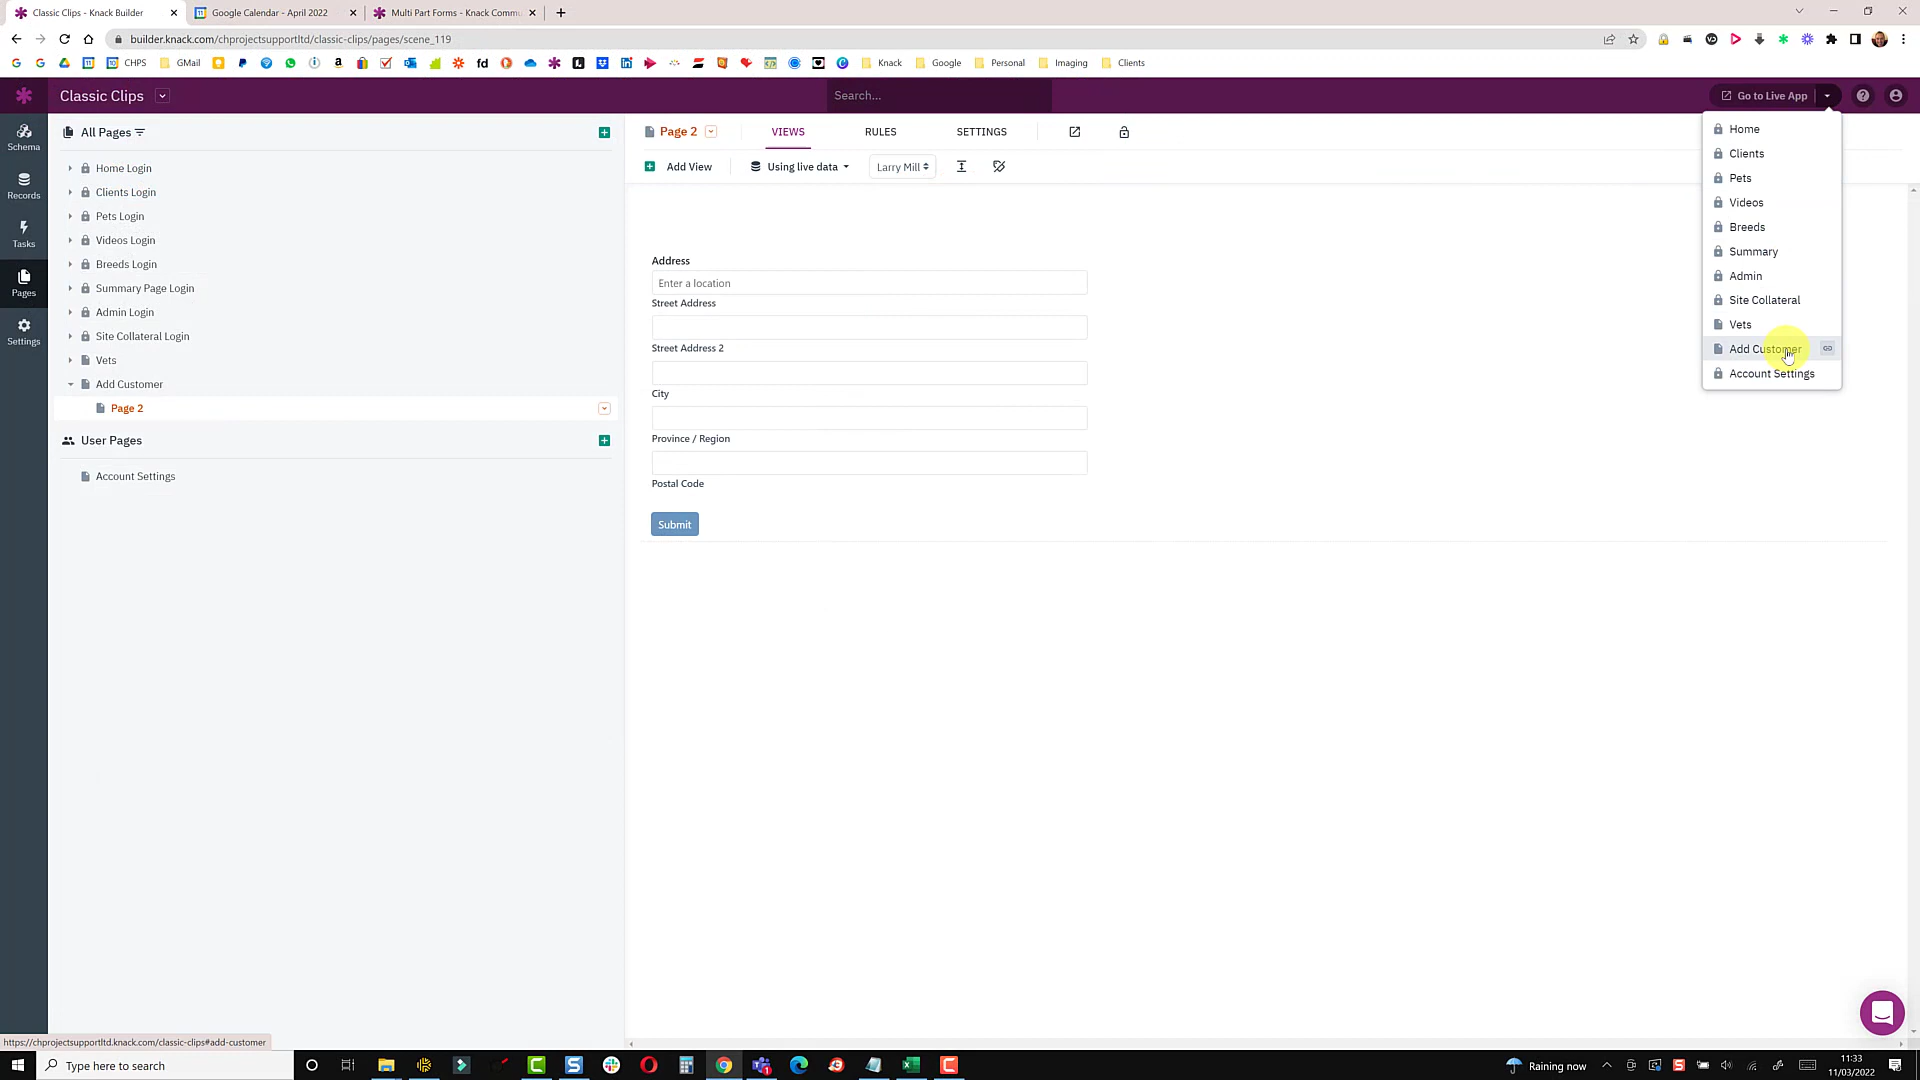 Classic Clips - Knack Builder
Google Calendar - April 2022
Multi Part Forms - Knack Commu
builder.knack.com/chprojectsupportltd/classic-clips/pages/scene_119
CHPS
GMail
fd
Knack
Google
Personal
Imaging
Clients
Classic Clips
Search...
Go to Live App
Schema
Records
Tasks
Pages
Settings
All Pages
Home Login
Clients Login
Pets Login
Videos Login
Breeds Login
Summary Page Login
Admin Login
Site Collateral Login
Vets
Add Customer
Page 2
User Pages
Account Settings
Page 2
VIEWS
RULES
SETTINGS
Add View
Using live data
Larry Mill
Address
Enter a location
Street Address
Street Address 2
City
Province / Region
Postal Code
Submit
Home
Clients
Pets
Videos
Breeds
Summary
Admin
Site Collateral
Vets
Add Customer
Account Settings
https://chprojectsupportltd.knack.com/classic-clips#add-customer
Type here to search
Raining now
11:33
11/03/2022